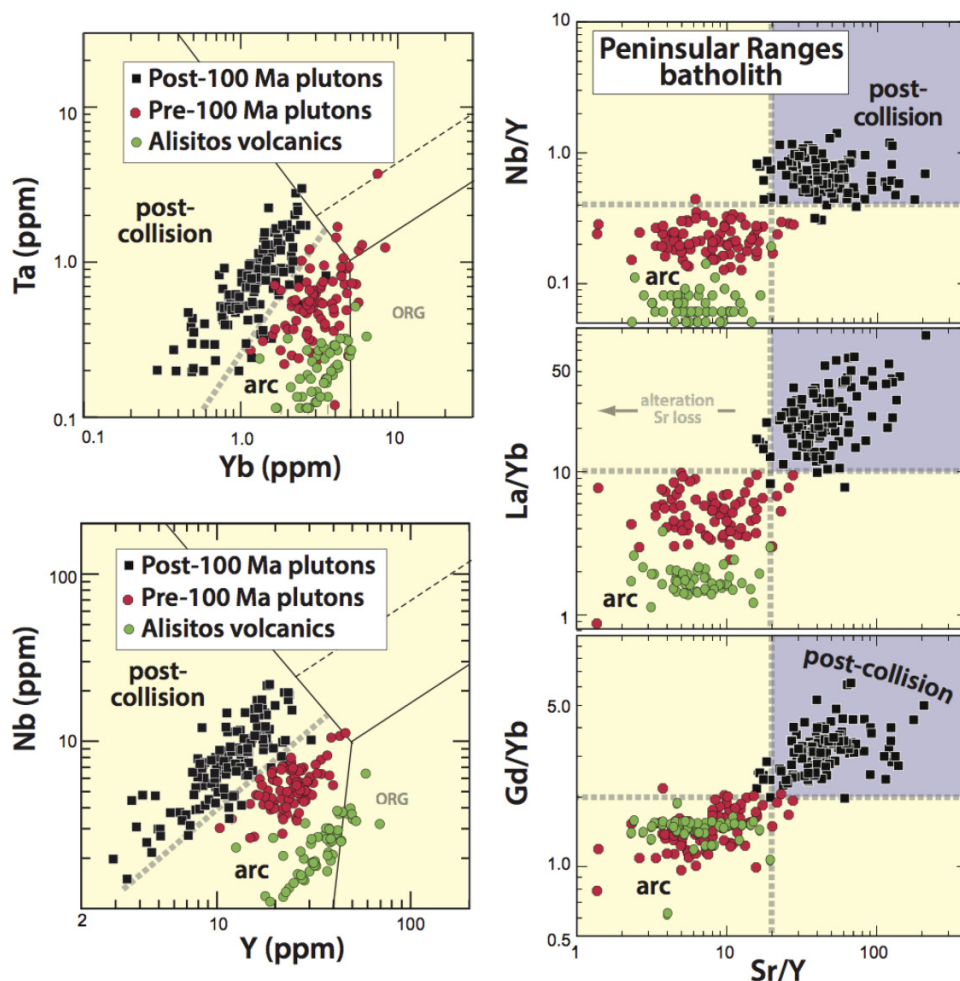 Post-100 Ma plutons
Pre-100 Ma plutons
Alisitos volcanics
post-
collision
ORG
arc
10
1.0
0.1
Ta (ppm)
0.1
1.0
10
Yb (ppm)
Post-100 Ma plutons
Pre-100 Ma plutons
Alisitos volcanics
post-
collision
ORG
arc
100
10
Nb (ppm)
2
10
100
Y (ppm)
Peninsular Ranges
batholith
post-
collision
arc
1.0
0.1
Nb/Y
alteration
Sr loss
arc
50
10
1
La/Yb
post-collision
arc
5.0
1.0
0.5
Gd/Yb
1
10
100
Sr/Y